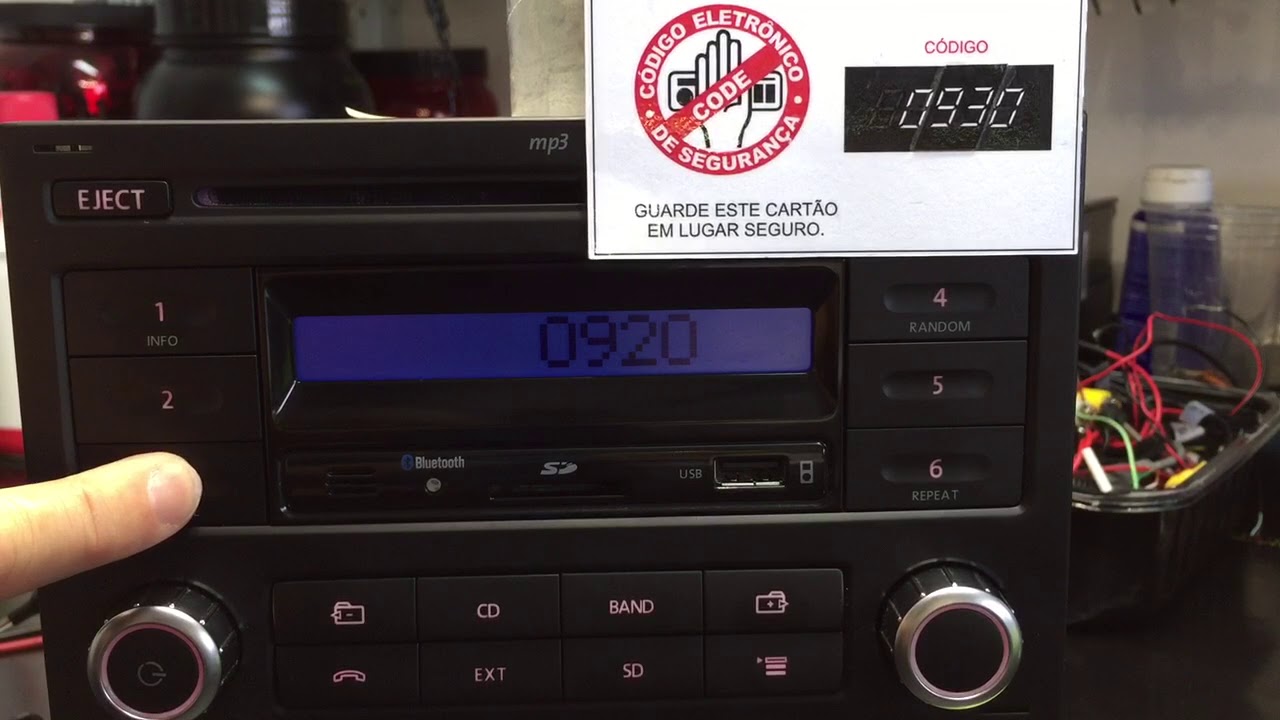 CÓDIGO ELETRÔNICO
CODE
DE SEGURANÇA
CÓDIGO
0930
GUARDE ESTE CARTÃO
EM LUGAR SEGURO.
mp3
EJECT
1
INFO
2
0920
4
RANDOM
5
6
REPEAT
Bluetooth
SD
USB
CD
BAND
EXT
SD